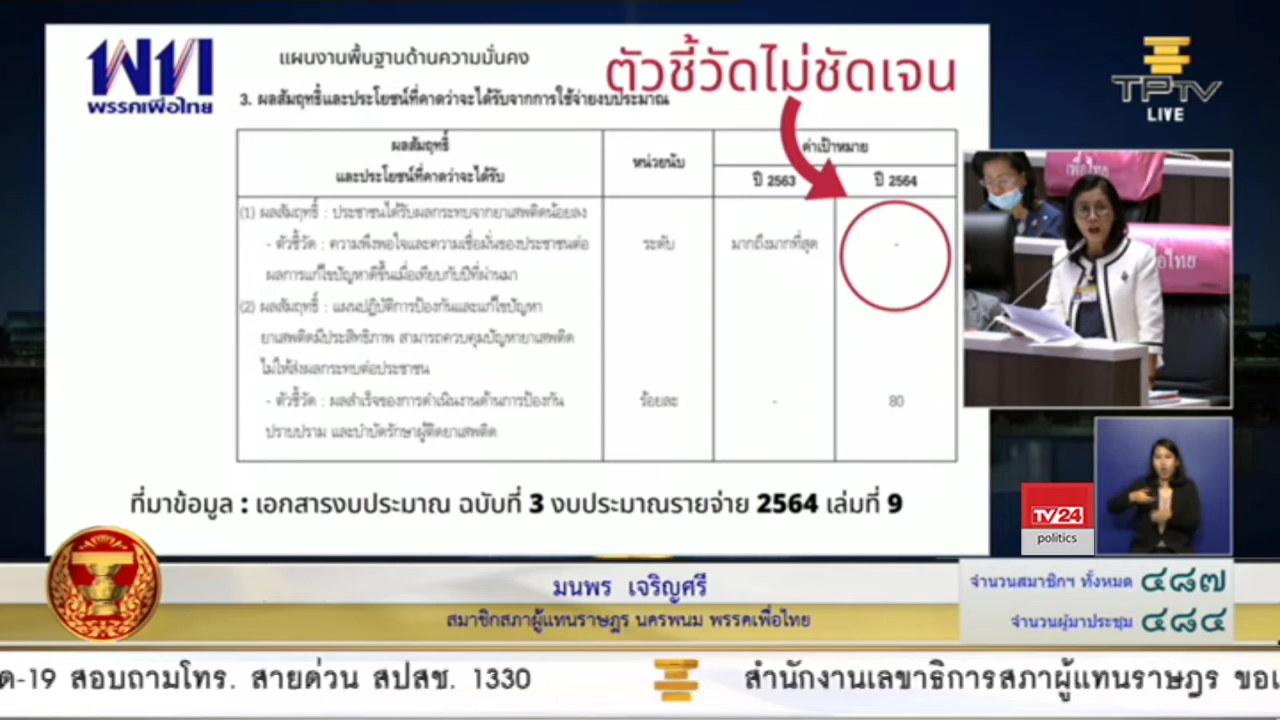 พท
พรรคเพื่อไทย
แผนงานพื้นฐานด้านความมั่นคง
ตัวชี้วัดไม่ชัดเจน
3. ผลสัมฤทธิ์และประโยชน์ที่คาดว่าจะได้รับจากการใช้จ่ายงบประมาณ
ผลสัมฤทธิ์
และประโยชน์ที่คาดว่าจะได้รับ
หน่วยนับ
ค่าเป้าหมาย
ปี 2563
ปี 2564
(1) ผลสัมฤทธิ์ : ประชาชนได้รับผลกระทบจากยาเสพติดน้อยลง
- ตัวชี้วัด : ความพึงพอใจและความเชื่อมั่นของประชาชนต่อ
ผลการแก้ไขปัญหาดีขึ้นเมื่อเทียบกับปีที่ผ่านมา
ระดับ
มากถึงมากที่สุด
-
(2) ผลสัมฤทธิ์ : แผนปฏิบัติการป้องกันและแก้ไขปัญหา
ยาเสพติดมีประสิทธิภาพ สามารถควบคุมปัญหายาเสพติด
ไม่ให้ส่งผลกระทบต่อประชาชน
- ตัวชี้วัด : ผลสำเร็จของการดำเนินงานด้านการป้องกัน
ปราบปราม และบำบัดรักษาผู้ติดยาเสพติด
ร้อยละ
-
80
ที่มาข้อมูล : เอกสารงบประมาณ ฉบับที่ 3 งบประมาณรายจ่าย 2564 เล่มที่ 9
TPTV
LIVE
เพื่อไทย
เพื่อไทย
TV24
politics
มนพร เจริญศรี
สมาชิกสภาผู้แทนราษฎร นครพนม พรรคเพื่อไทย
จำนวนสมาชิกฯ ทั้งหมด ๔๘๗
จำนวนผู้มาประชุม ๔๘๔
ด-19 สอบถามโทร. สายด่วน สปสช. 1330
สำนักงานเลขาธิการสภาผู้แทนราษฎร ขอเ